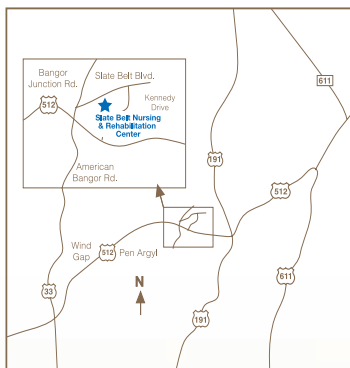 Bangor
Junction Rd.
Slate Belt Blvd.
611
512
Kennedy
Drive
Slate Belt Nursing
& Rehabilitation
Center
191
American
Bangor Rd.
512
Wind
Gap
512
Pen Argyl
N
33
611
191